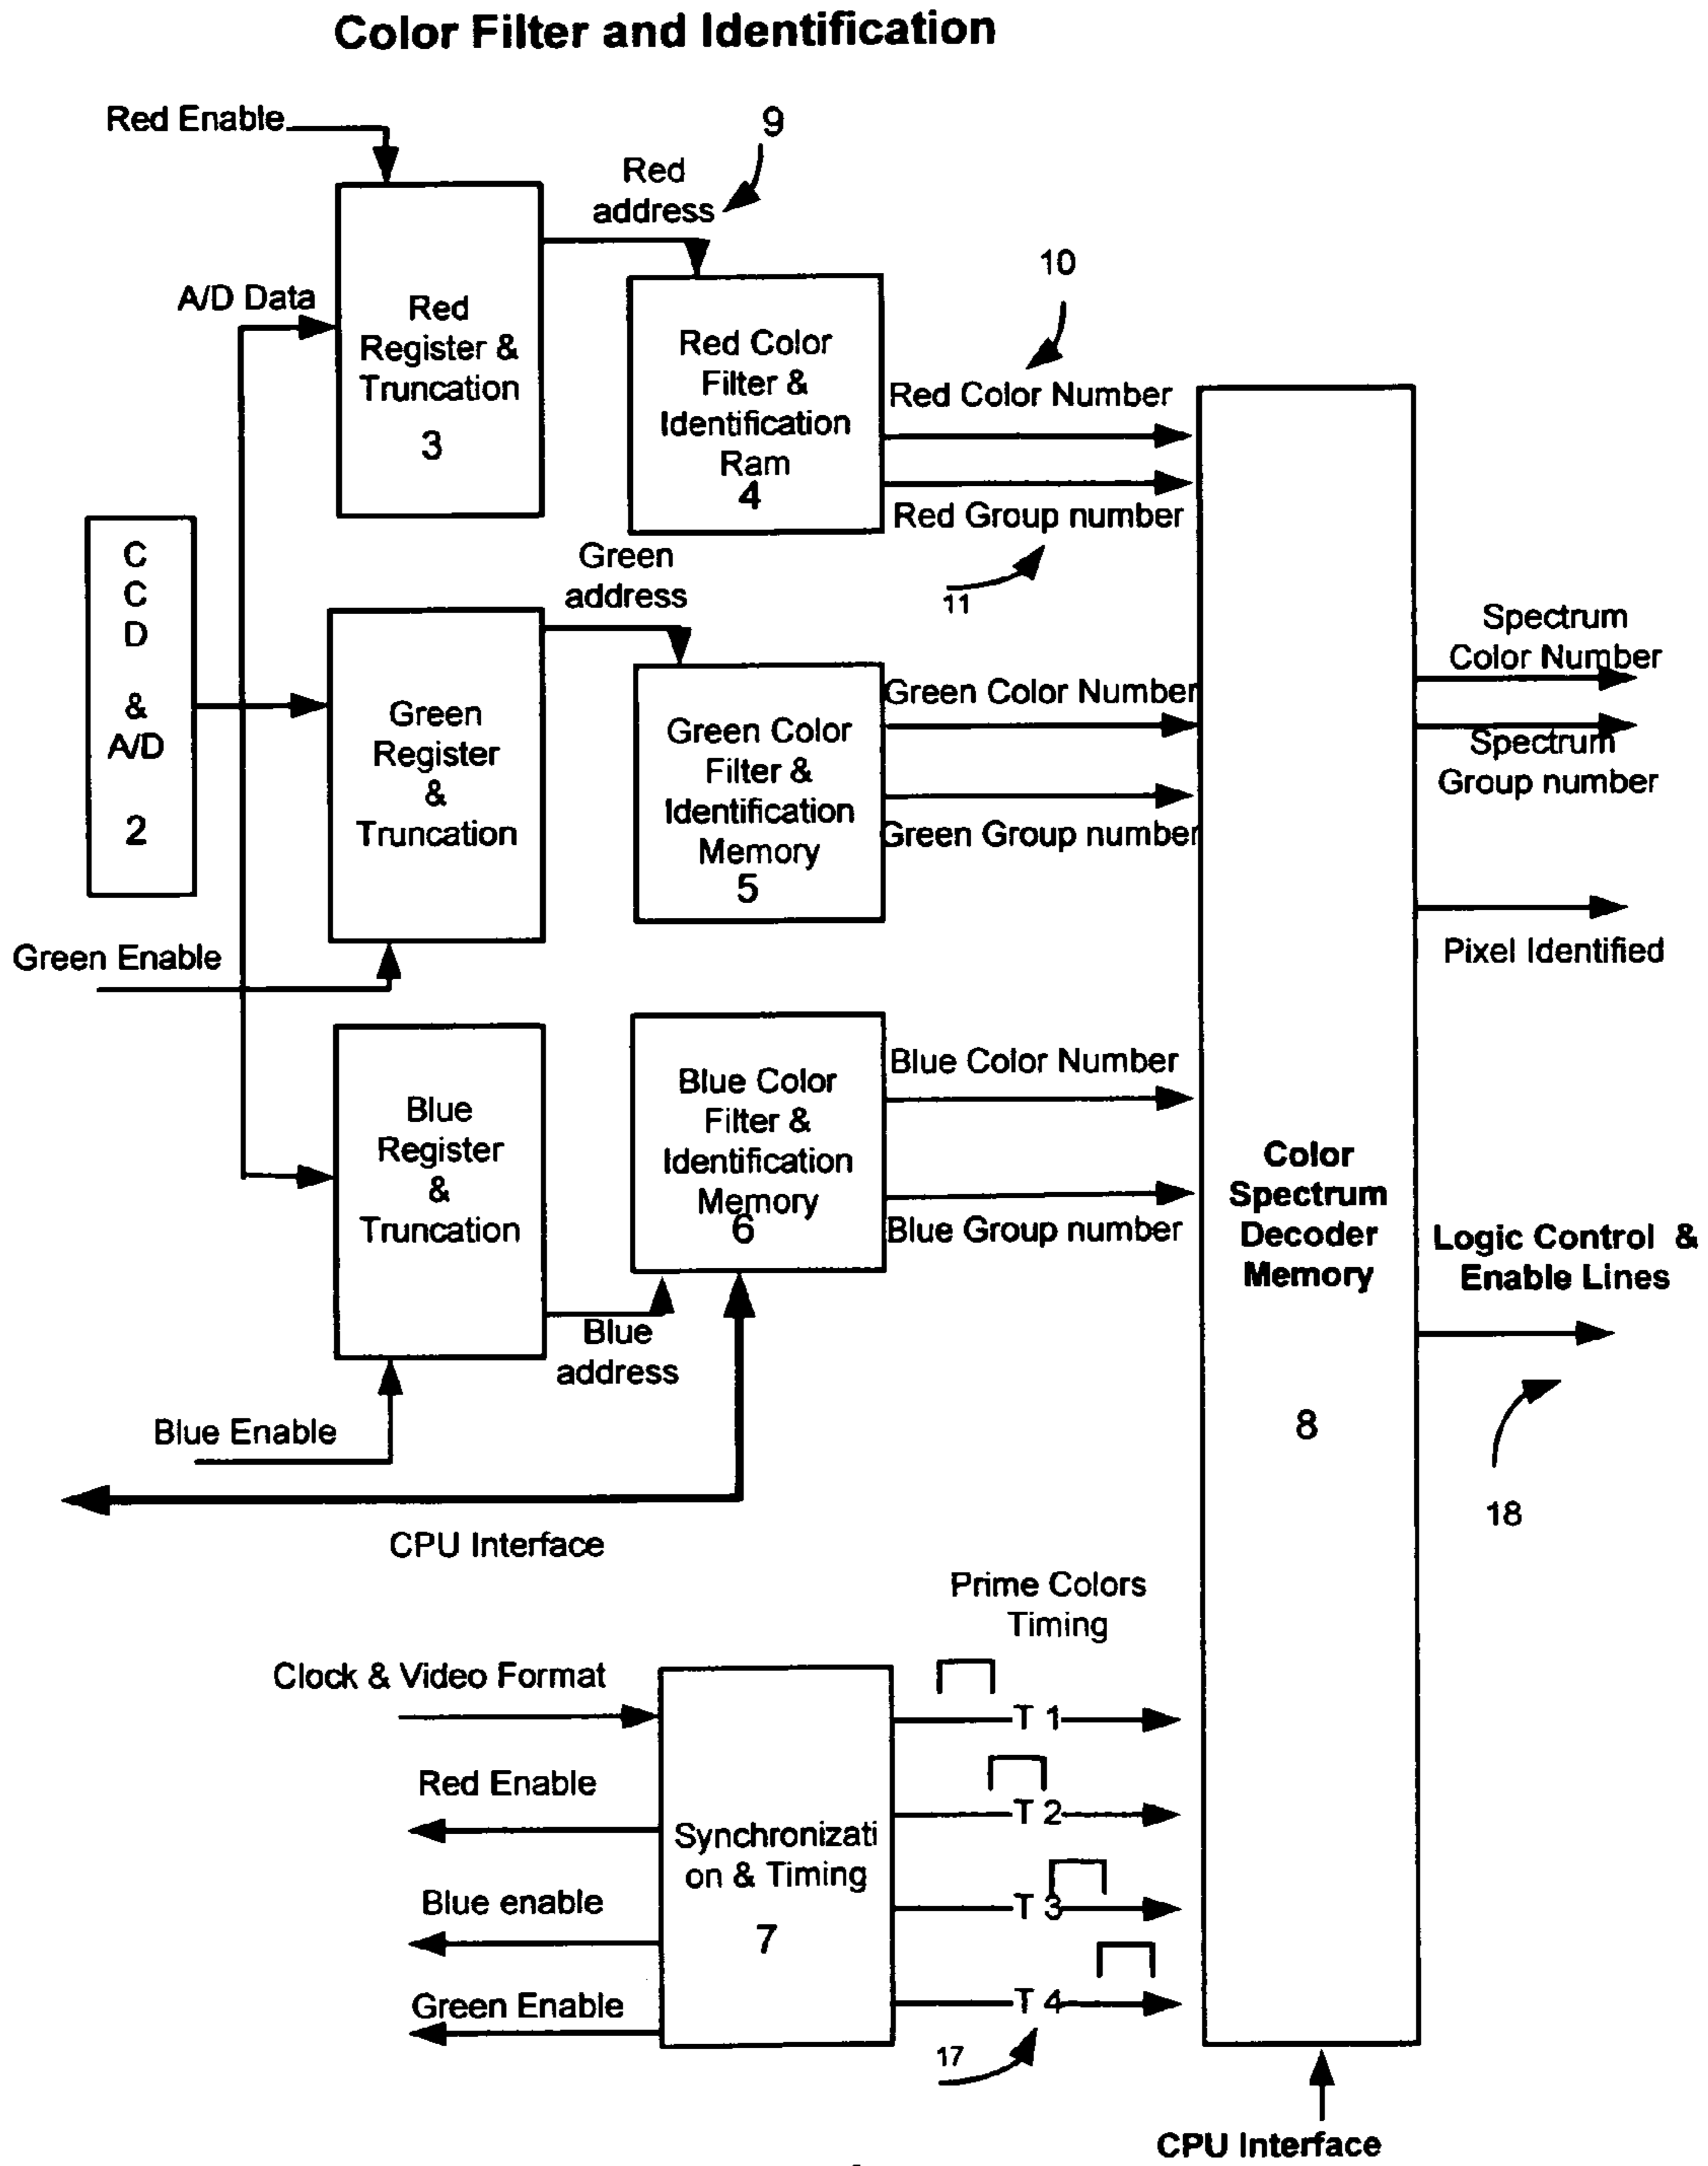 Color Filter and Identification
Red Enable
9
Red
address
A/D Data
Red
Register &
Truncation
3
Red Color
Filter &
Identification
Ram
4
10
Red Color Number
Red Group number
11
C
C
D
&
A/D
2
Green
address
Green
Register
&
Truncation
Green Color
Filter &
Identification
Memory
5
Green Color Number
Green Group number
Spectrum
Color Number
Spectrum
Group number
Pixel Identified
Green Enable
Blue
Register
&
Truncation
Blue Color
Filter &
Identification
Memory
6
Blue Color Number
Blue Group number
Color
Spectrum
Decoder
Memory
8
Logic Control &
Enable Lines
18
Blue
address
Blue Enable
CPU Interface
Prime Colors
Timing
Clock & Video Format
Red Enable
Blue enable
Green Enable
Synchronizati
on & Timing
7
T 1
T 2
T 3
T 4
17
CPU Interface